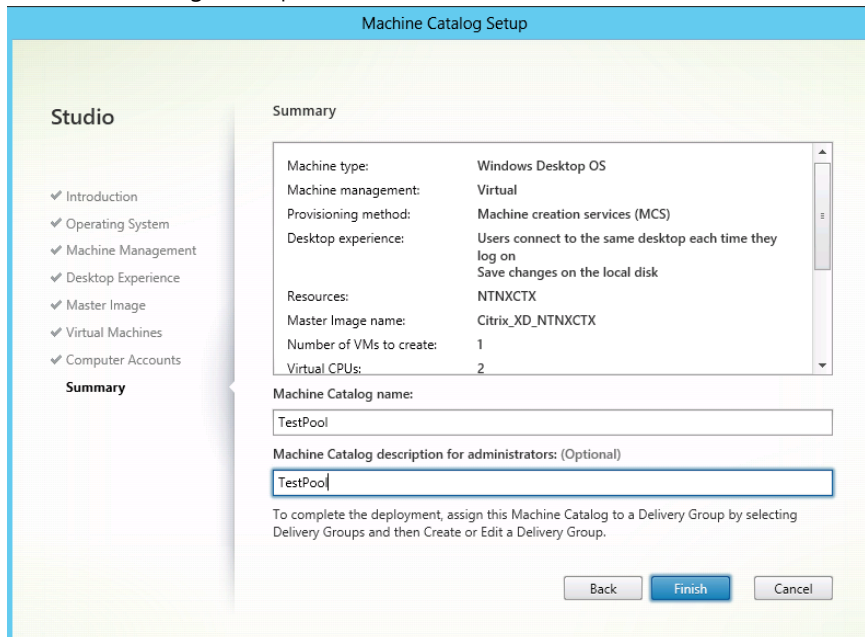 Machine Catalog Setup
Studio
✔ Introduction
✔ Operating System
✔ Machine Management
✔ Desktop Experience
✔ Master Image
✔ Virtual Machines
✔ Computer Accounts
Summary
Summary
Machine type: Windows Desktop OS
Machine management: Virtual
Provisioning method: Machine creation services (MCS)
Desktop experience: Users connect to the same desktop each time they
log on
Save changes on the local disk
Resources: NTNXCTX
Master Image name: Citrix_XD_NTNXCTX
Number of VMs to create: 1
Virtual CPUs: 2
Machine Catalog name:
TestPool
Machine Catalog description for administrators: (Optional)
TestPool
To complete the deployment, assign this Machine Catalog to a Delivery Group by selecting
Delivery Groups and then Create or Edit a Delivery Group.
Back Finish Cancel